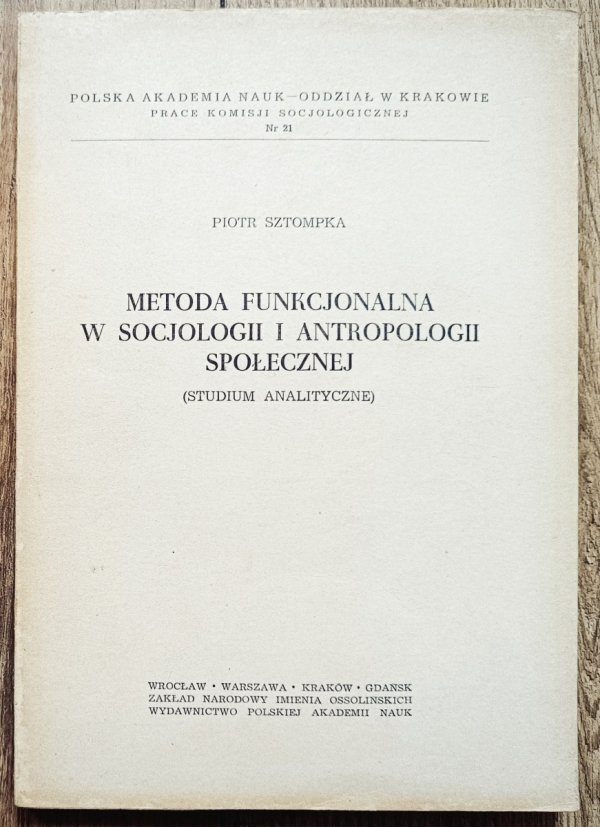 POLSKA AKADEMIA NAUK—ODDZIAŁ W KRAKOWIE
PRACE KOMISJI SOCJOLOGICZNEJ
Nr 21
PIOTR SZTOMPKA
METODA FUNKCJONALNA
W SOCJOLOGII I ANTROPOLOGII
SPOŁECZNEJ
(STUDIUM ANALITYCZNE)
WROCŁAW • WARSZAWA • KRAKÓW • GDAŃSK
ZAKŁAD NARODOWY IMIENIA OSSOLINSKICH
WYDAWNICTWO POLSKIEJ AKADEMII NAUK